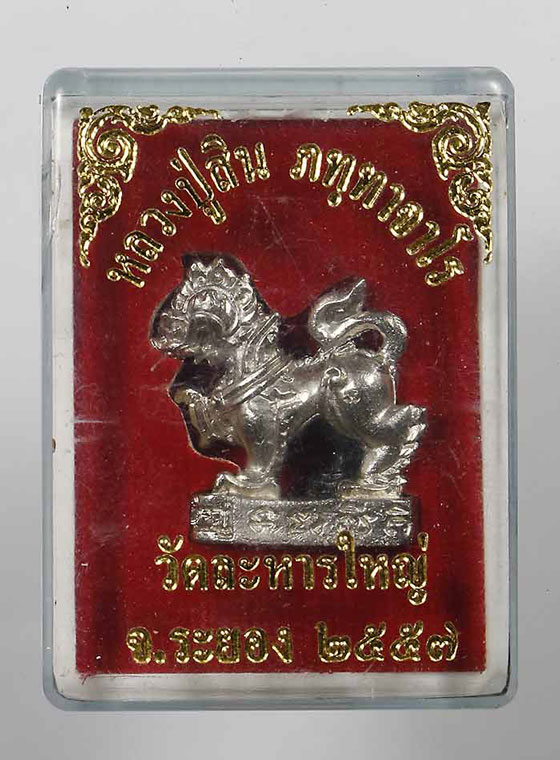 หลวงปู่สิน ภทฺทาจาโร
วัดละหารใหญ่
จ.ระยอง ๒๕๕๗